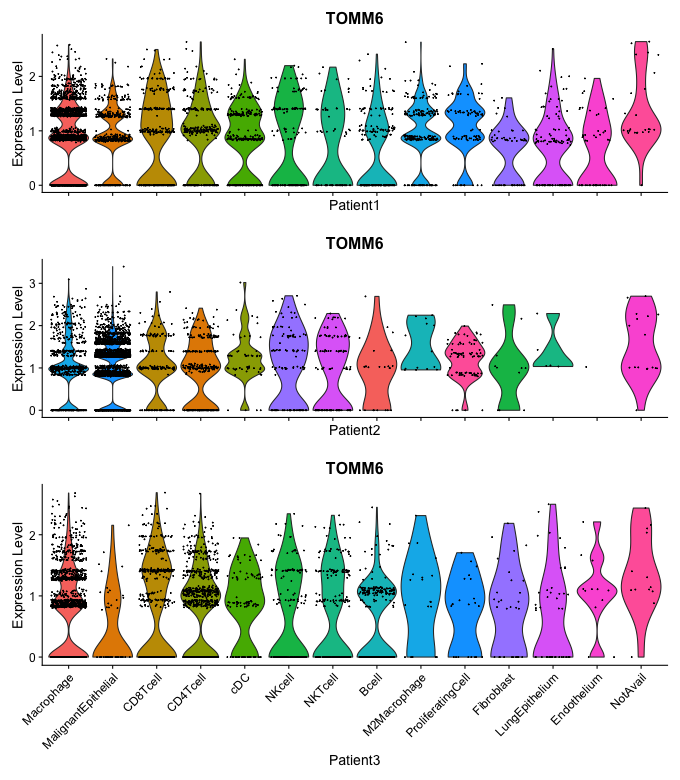 TOMM6
Expression Level
2
1
0
Patient1
TOMM6
Expression Level
3
2
1
0
Patient2
TOMM6
Expression Level
2
1
0
Macrophage
MalignantEpithelial
CD8Tcell
CD4Tcell
cDC
NKcell
NKTcell
Bcell
M2Macrophage
ProliferatingCell
Fibroblast
LungEpithelium
Endothelium
NotAvail
Patient3